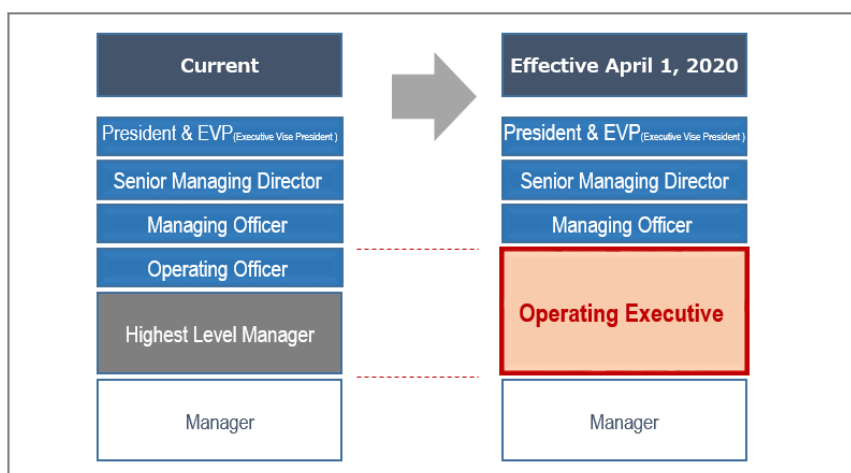 Current
Effective April 1, 2020
President & EVP(Executive Vise President )
President & EVP(Executive Vise President )
Senior Managing Director
Senior Managing Director
Managing Officer
Managing Officer
Operating Officer
Operating Executive
Highest Level Manager
Manager
Manager